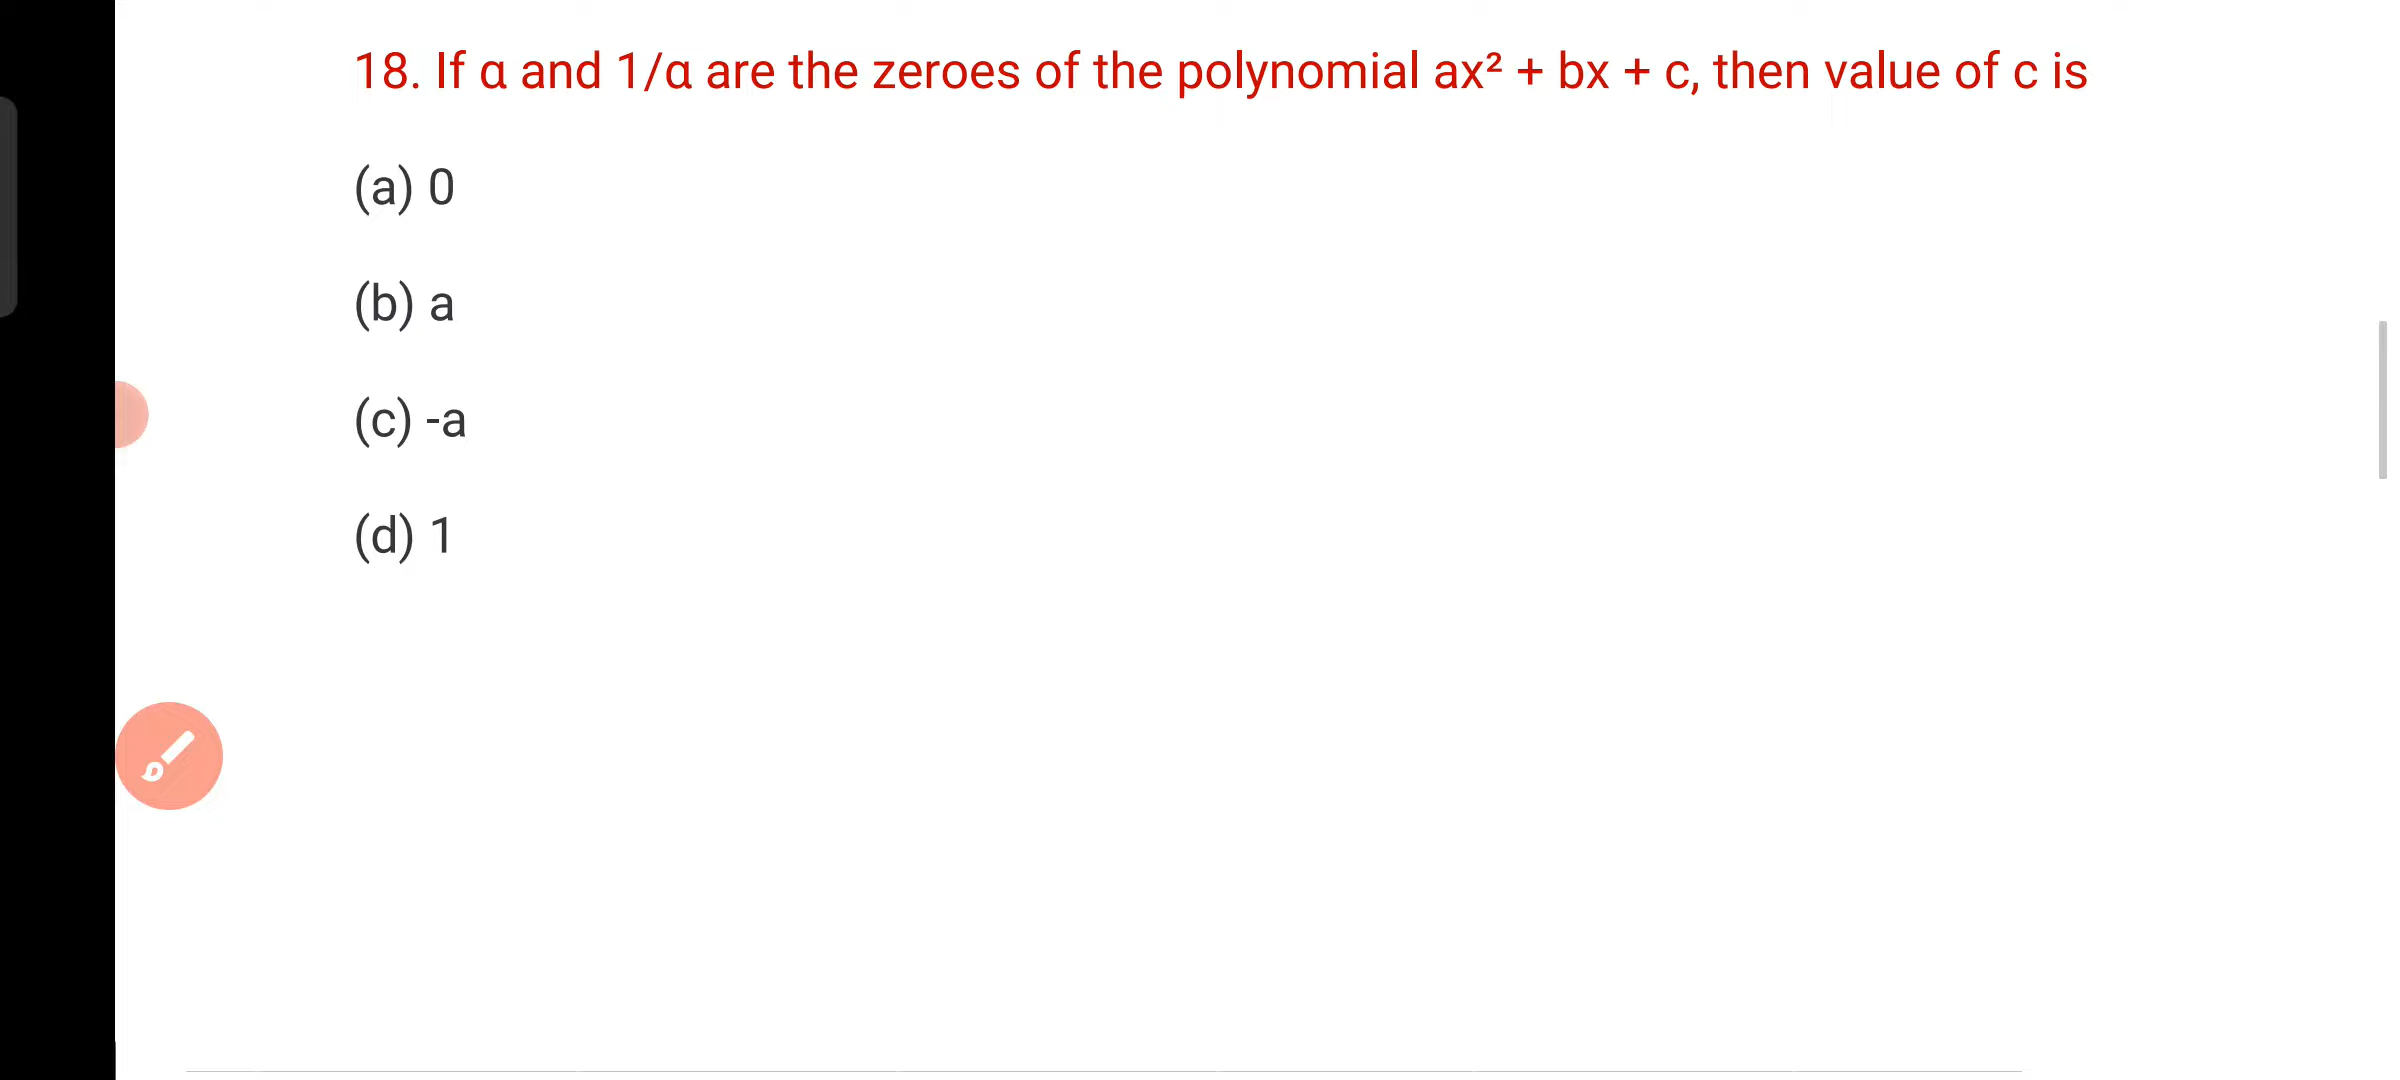 18. If α and 1/α are the zeroes of the polynomial ax² + bx + c, then value of c is
(a) 0
(b) a
(c) -a
(d) 1